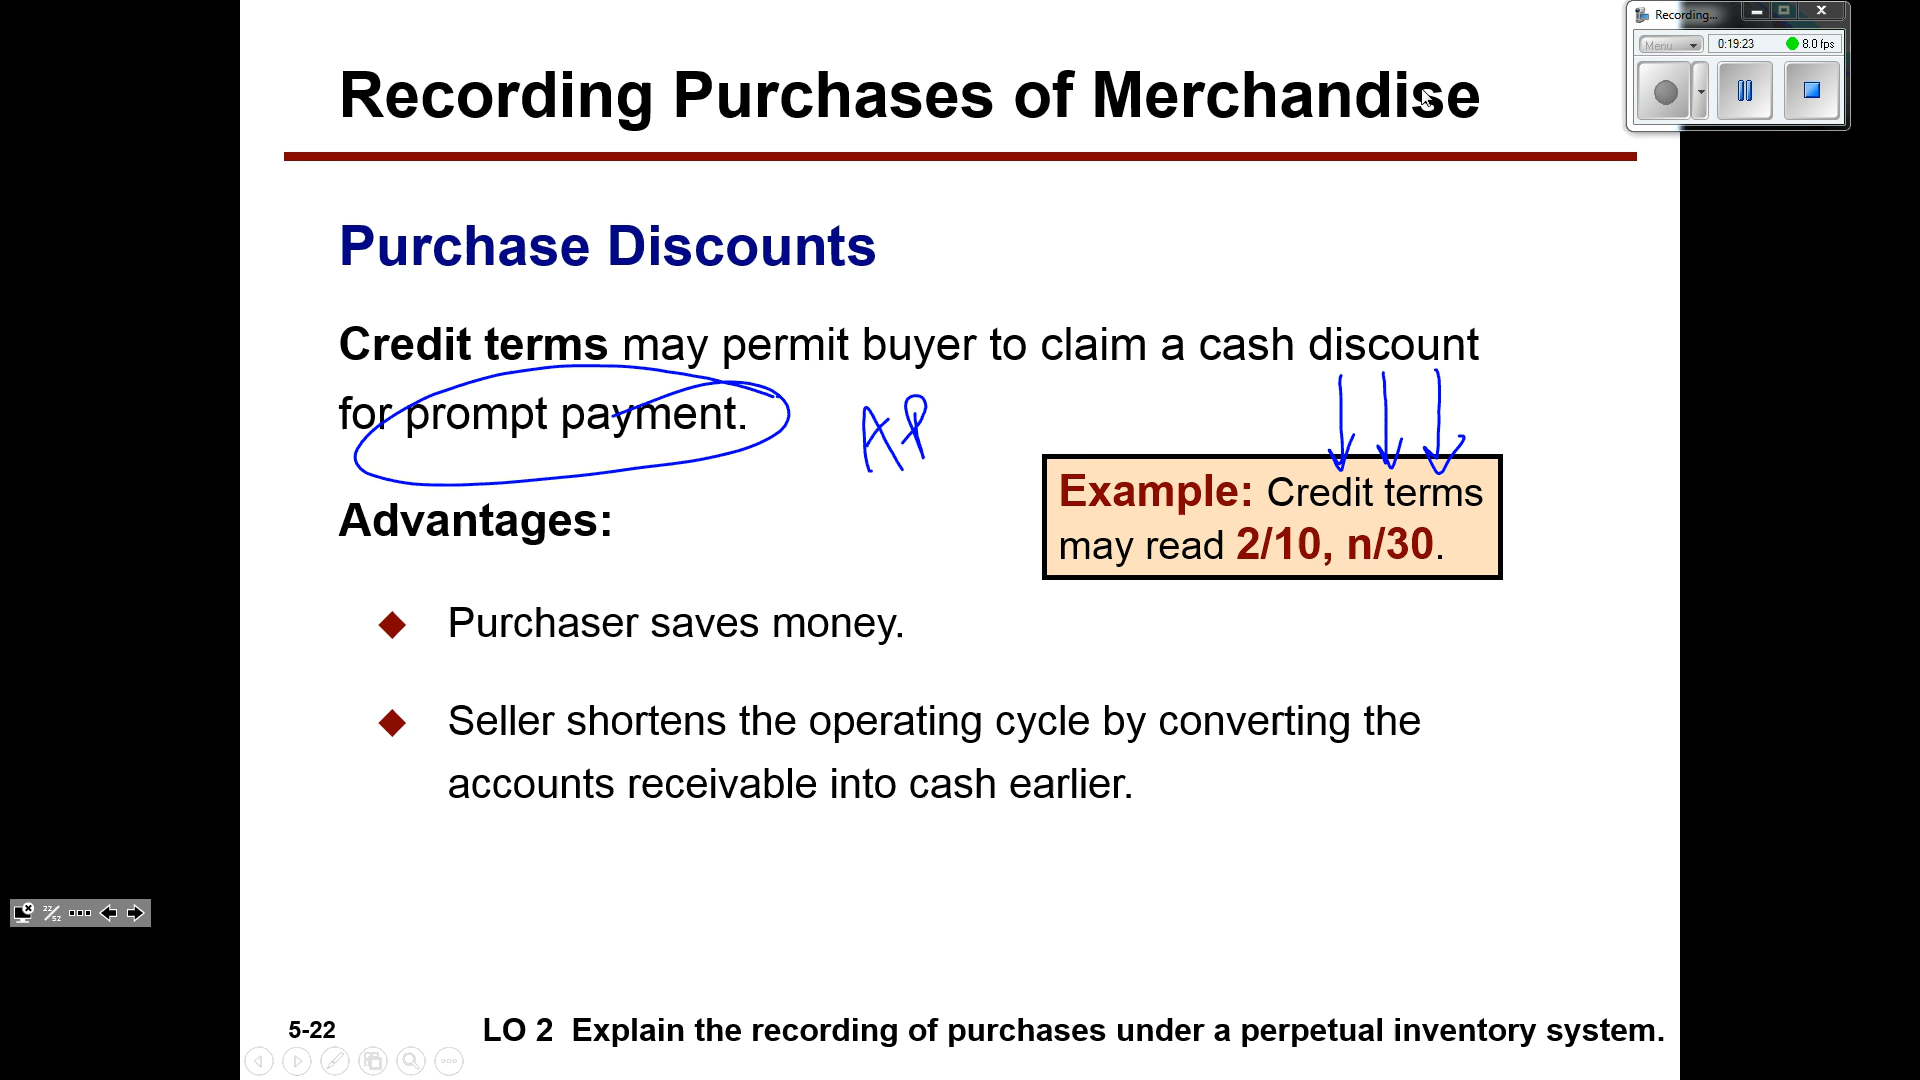 Recording...
Menu
0:19:23
8.0 fps
Recording Purchases of Merchandise
Purchase Discounts
Credit terms may permit buyer to claim a cash discount
for prompt payment.
AP
Example: Credit terms
may read 2/10, n/30.
Advantages:
Purchaser saves money.
Seller shortens the operating cycle by converting the
accounts receivable into cash earlier.
22/52
5-22
LO 2 Explain the recording of purchases under a perpetual inventory system.